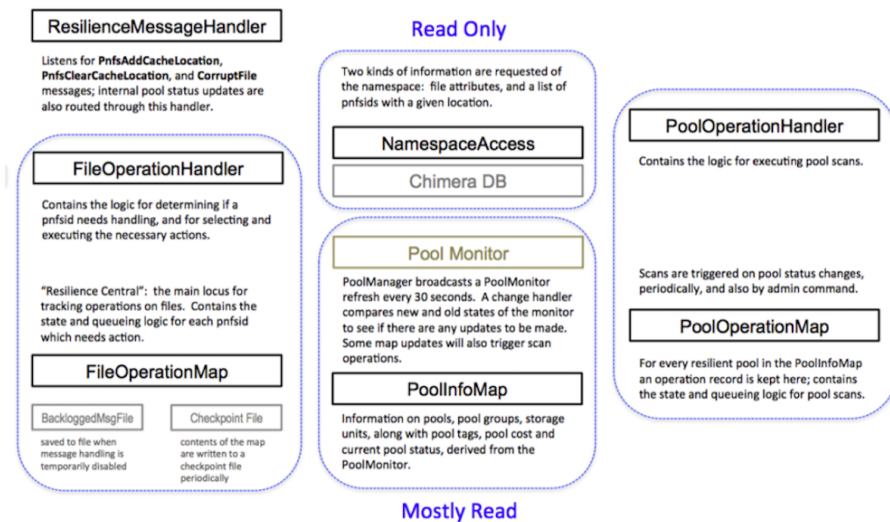 ResilienceMessageHandler
Listens for PnfsAddCacheLocation,
PnfsClearCacheLocation, and CorruptFile
messages; internal pool status updates are
also routed through this handler.
FileOperationHandler
Contains the logic for determining if a
pnfsid needs handling, and for selecting and
executing the necessary actions.
“Resilience Central”: the main locus for
tracking operations on files. Contains the
state and queueing logic for each pnfsid
which needs action.
FileOperationMap
BackloggedMsgFile
saved to file when
message handling is
temporarily disabled
Checkpoint File
contents of the map
are written to a
checkpoint file
periodically
Read Only
Two kinds of information are requested of
the namespace: file attributes, and a list of
pnfsids with a given location.
NamespaceAccess
Chimera DB
Pool Monitor
PoolManager broadcasts a PoolMonitor
refresh every 30 seconds. A change handler
compares new and old states of the monitor
to see if there are any updates to be made.
Some map updates will also trigger scan
operations.
PoolInfoMap
Information on pools, pool groups, storage
units, along with pool tags, pool cost and
current pool status, derived from the
PoolMonitor.
Mostly Read
PoolOperationHandler
Contains the logic for executing pool scans.
Scans are triggered on pool status changes,
periodically, and also by admin command.
PoolOperationMap
For every resilient pool in the PoolInfoMap
an operation record is kept here; contains
the state and queueing logic for pool scans.